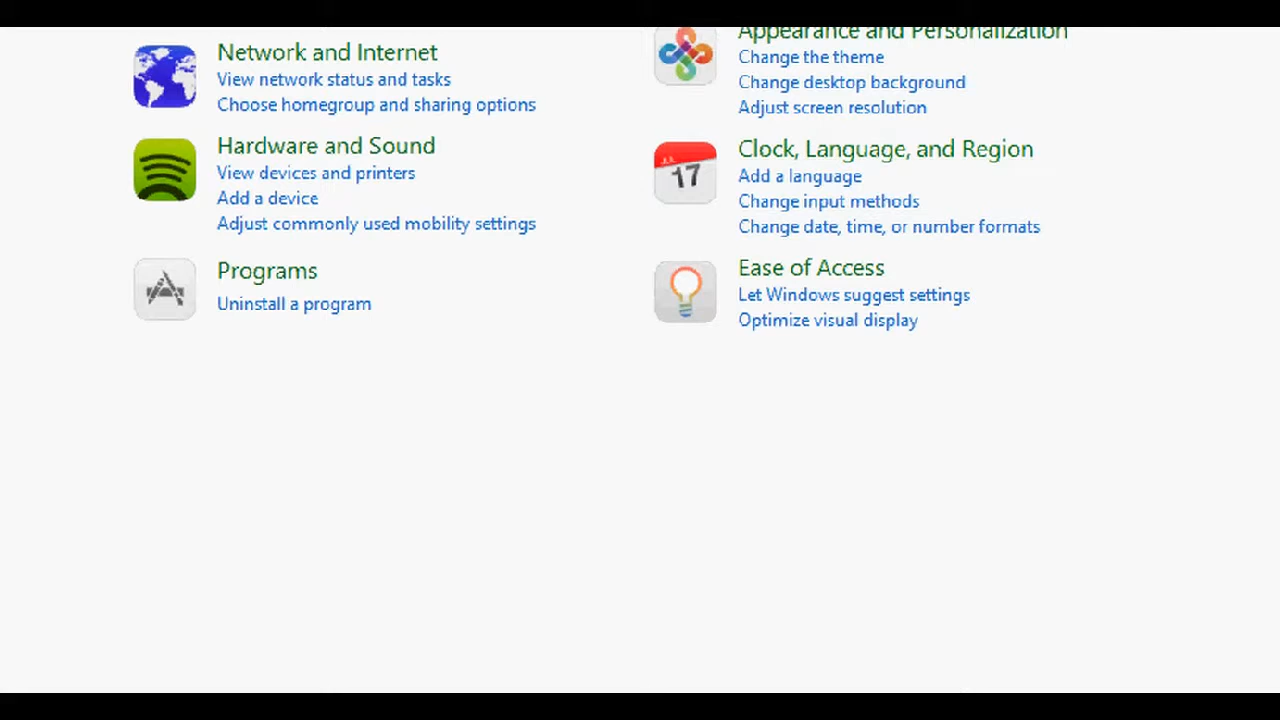 Network and Internet
View network status and tasks
Choose homegroup and sharing options
Hardware and Sound
View devices and printers
Add a device
Adjust commonly used mobility settings
Programs
Uninstall a program
Appearance and Personalization
Change the theme
Change desktop background
Adjust screen resolution
JUL
17
Clock, Language, and Region
Add a language
Change input methods
Change date, time, or number formats
Ease of Access
Let Windows suggest settings
Optimize visual display